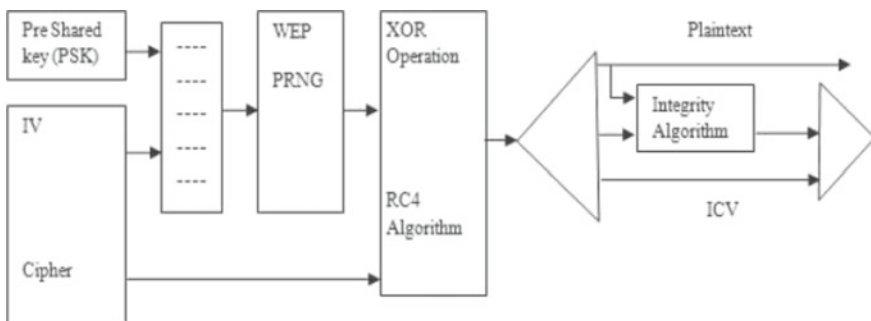 Pre Shared
key (PSK)
IV
Cipher
----
----
----
----
----
WEP
PRNG
XOR
Operation
RC4
Algorithm
Plaintext
Integrity
Algorithm
ICV